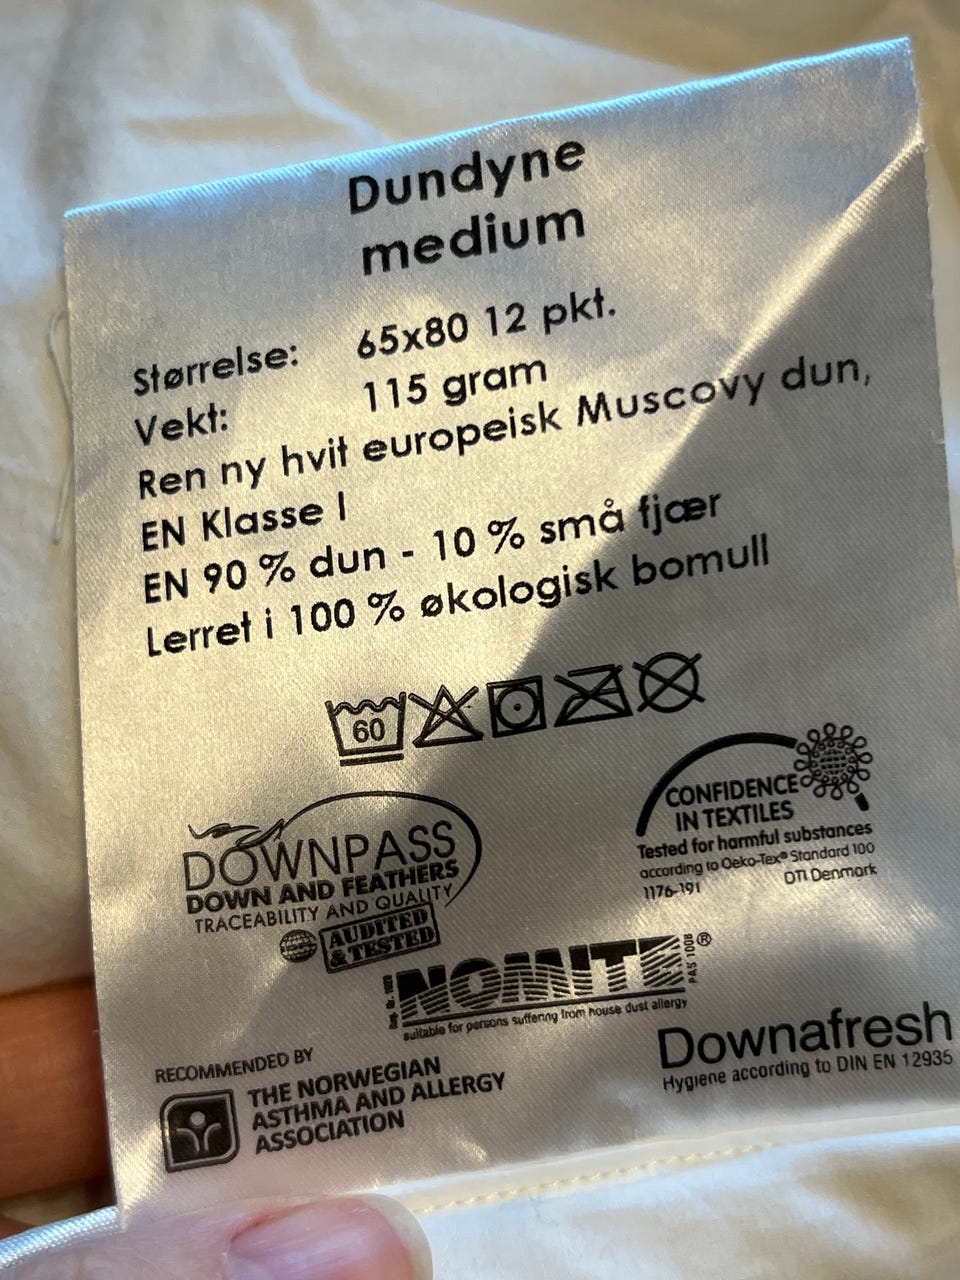 Dundyne
medium
Størrelse: 65x80 12 pkt.
Vekt: 115 gram
Ren ny hvit europeisk Muscovy dun,
EN Klasse I
EN 90 % dun - 10 % små fjær
Lerret i 100 % økologisk bomull
60
DOWNPASS
DOWN AND FEATHERS
TRACEABILITY AND QUALITY
AUDITED
& TESTED
CONFIDENCE
IN TEXTILES
Tested for harmful substances
according to Oeko-Tex® Standard 100
1176-191 DTI Denmark
NOMITE ®
PAS 1008
suitable for persons suffering from house dust allergy
Downafresh
Hygiene according to DIN EN 12935
RECOMMENDED BY
THE NORWEGIAN
ASTHMA AND ALLERGY
ASSOCIATION